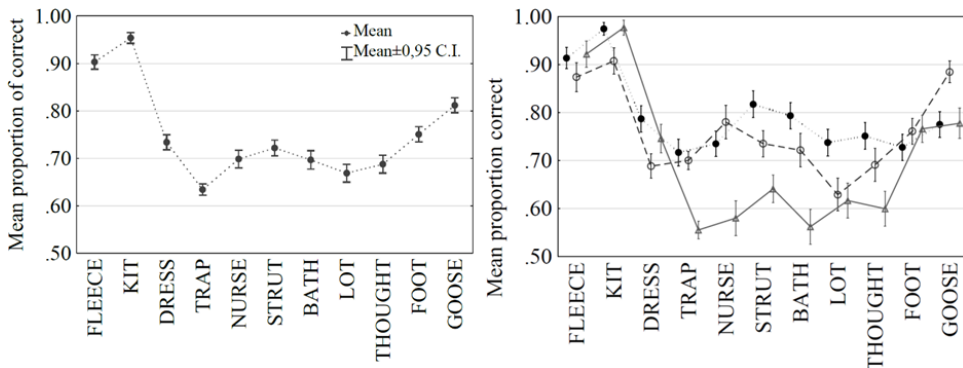 Mean proportion of correct
1.00
.90
.80
.70
.60
.50
Mean
Mean±0,95 C.I.
FLEECE
KIT
DRESS
TRAP
NURSE
STRUT
BATH
LOT
THOUGHT
FOOT
GOOSE
Mean proportion correct
1.00
.90
.80
.70
.60
.50
FLEECE
KIT
DRESS
TRAP
NURSE
STRUT
BATH
LOT
THOUGHT
FOOT
GOOSE